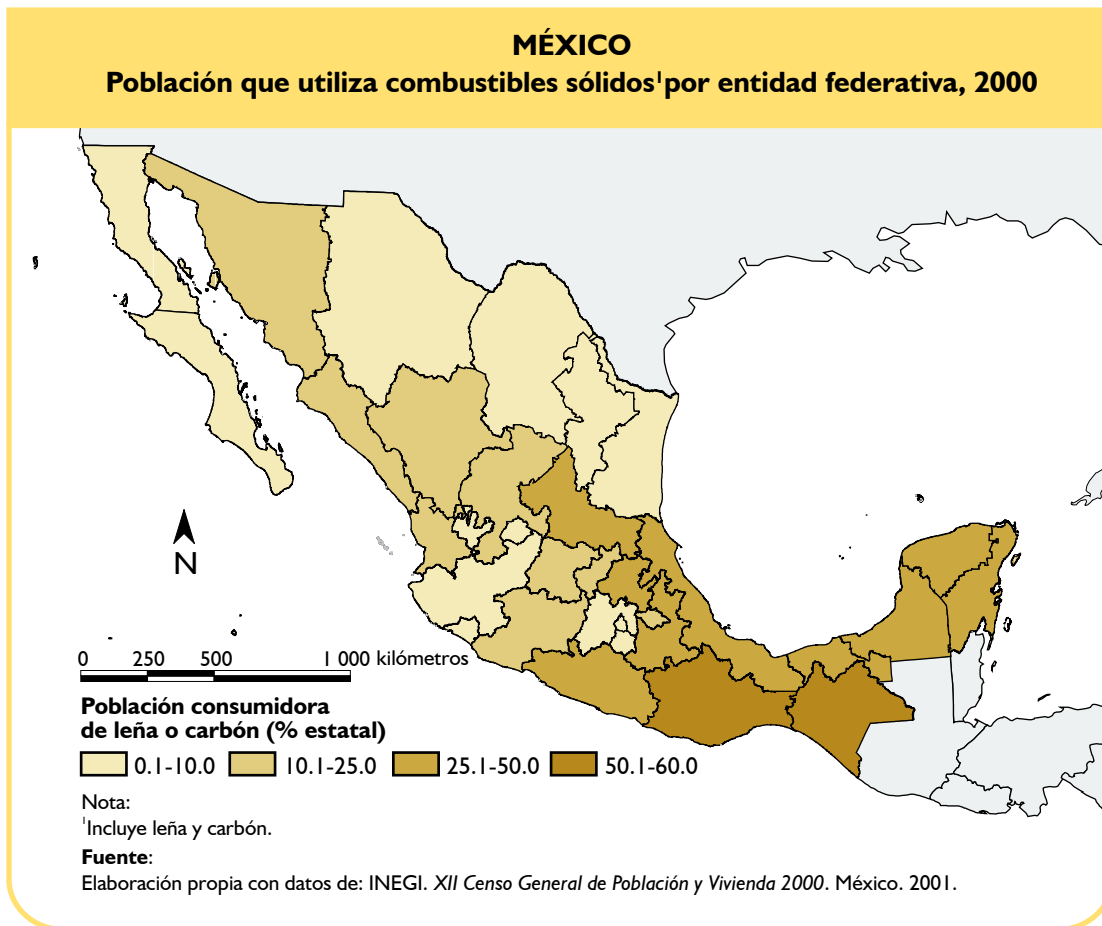 MÉXICO
Población que utiliza combustibles sólidos¹por entidad federativa, 2000
N
0 250 500 1 000 kilómetros
Población consumidora
de leña o carbón (% estatal)
0.1-10.0 10.1-25.0 25.1-50.0 50.1-60.0
Nota:
¹Incluye leña y carbón.
Fuente:
Elaboración propia con datos de: INEGI. XII Censo General de Población y Vivienda 2000. México. 2001.